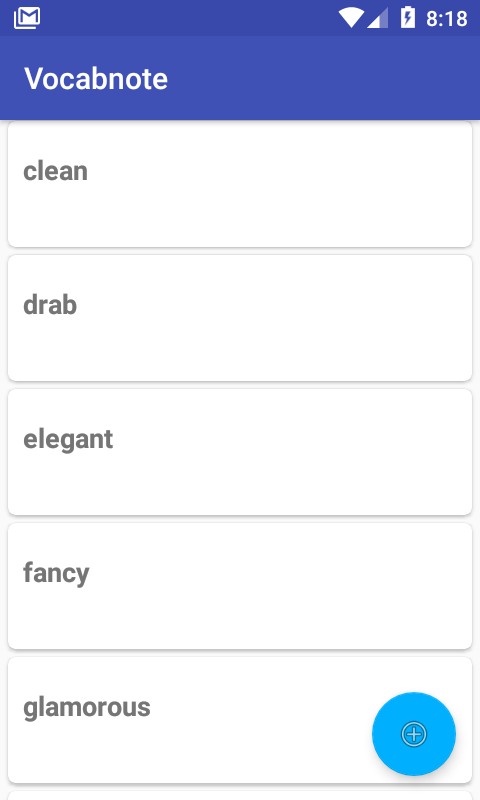 8:18
Vocabnote
clean
drab
elegant
fancy
glamorous